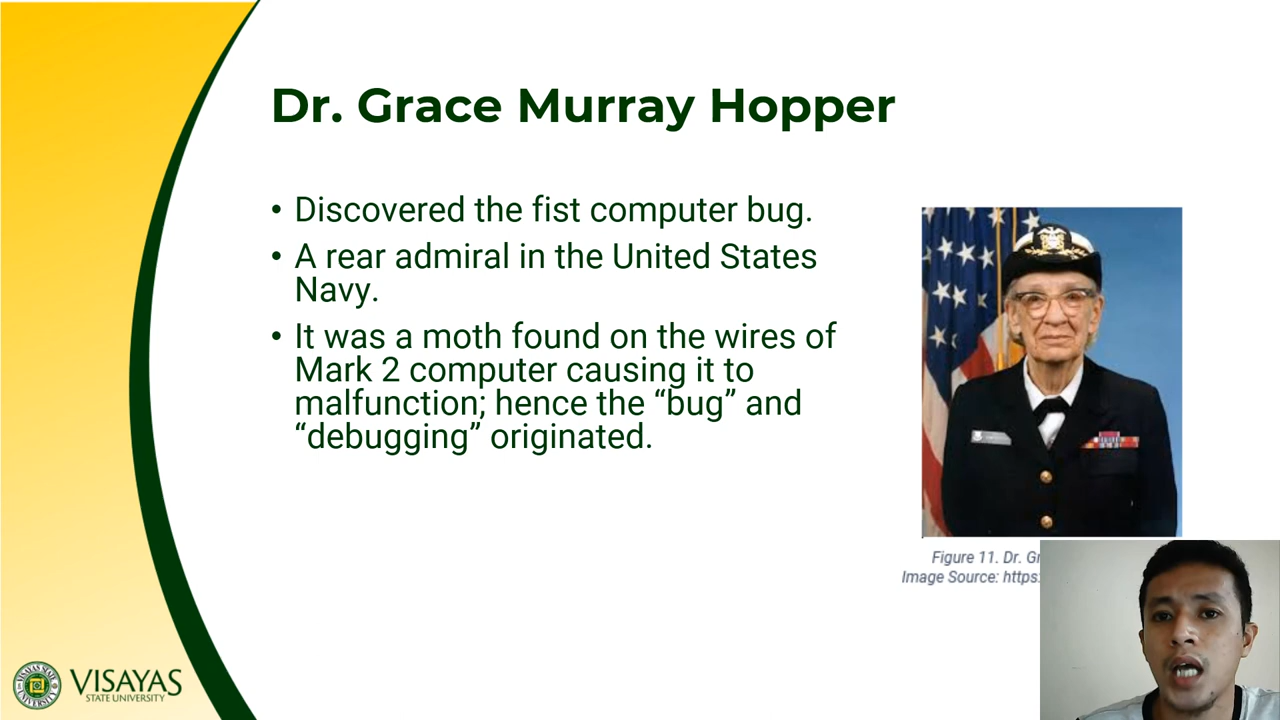 Dr. Grace Murray Hopper
• Discovered the fist computer bug.
• A rear admiral in the United States
Navy.
• It was a moth found on the wires of
Mark 2 computer causing it to
malfunction; hence the “bug” and
“debugging” originated.
Figure 11. Dr.
Image Source: https:
VISAYAS
STATE UNIVERSITY